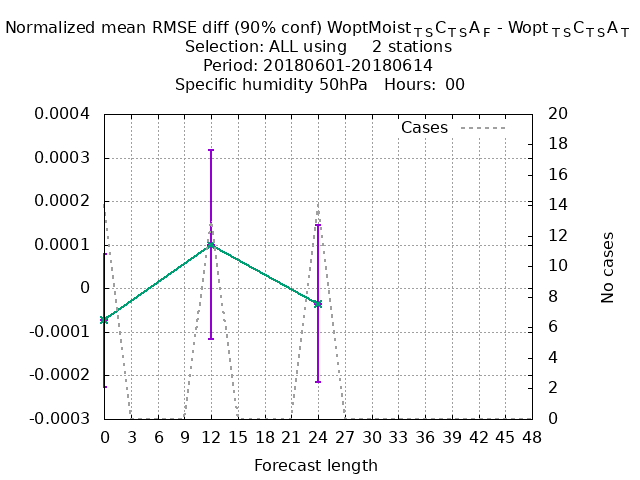 Normalized mean RMSE diff (90% conf) WoptMoist_TSC_TSA_F - Wopt_TSC_TSA_T
Selection: ALL using 2 stations
Period: 20180601-20180614
Specific humidity 50hPa Hours: 00
Cases
0.0004
0.0003
0.0002
0.0001
0
-0.0001
-0.0002
-0.0003
20
18
16
14
12
10
8
6
4
2
0
No cases
0 3 6 9 12 15 18 21 24 27 30 33 36 39 42 45 48
Forecast length